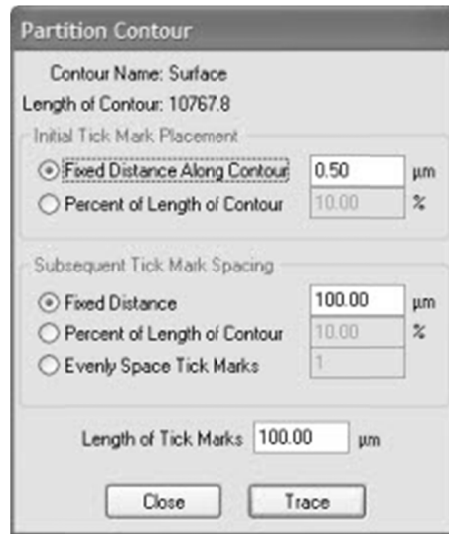 Partition Contour
Contour Name: Surface
Length of Contour: 10767.8
Initial Tick Mark Placement
Fixed Distance Along Contour 0.50 µm
Percent of Length of Contour 10.00 %
Subsequent Tick Mark Spacing
Fixed Distance 100.00 µm
Percent of Length of Contour 10.00 %
Evenly Space Tick Marks 1
Length of Tick Marks 100.00 µm
Close Trace